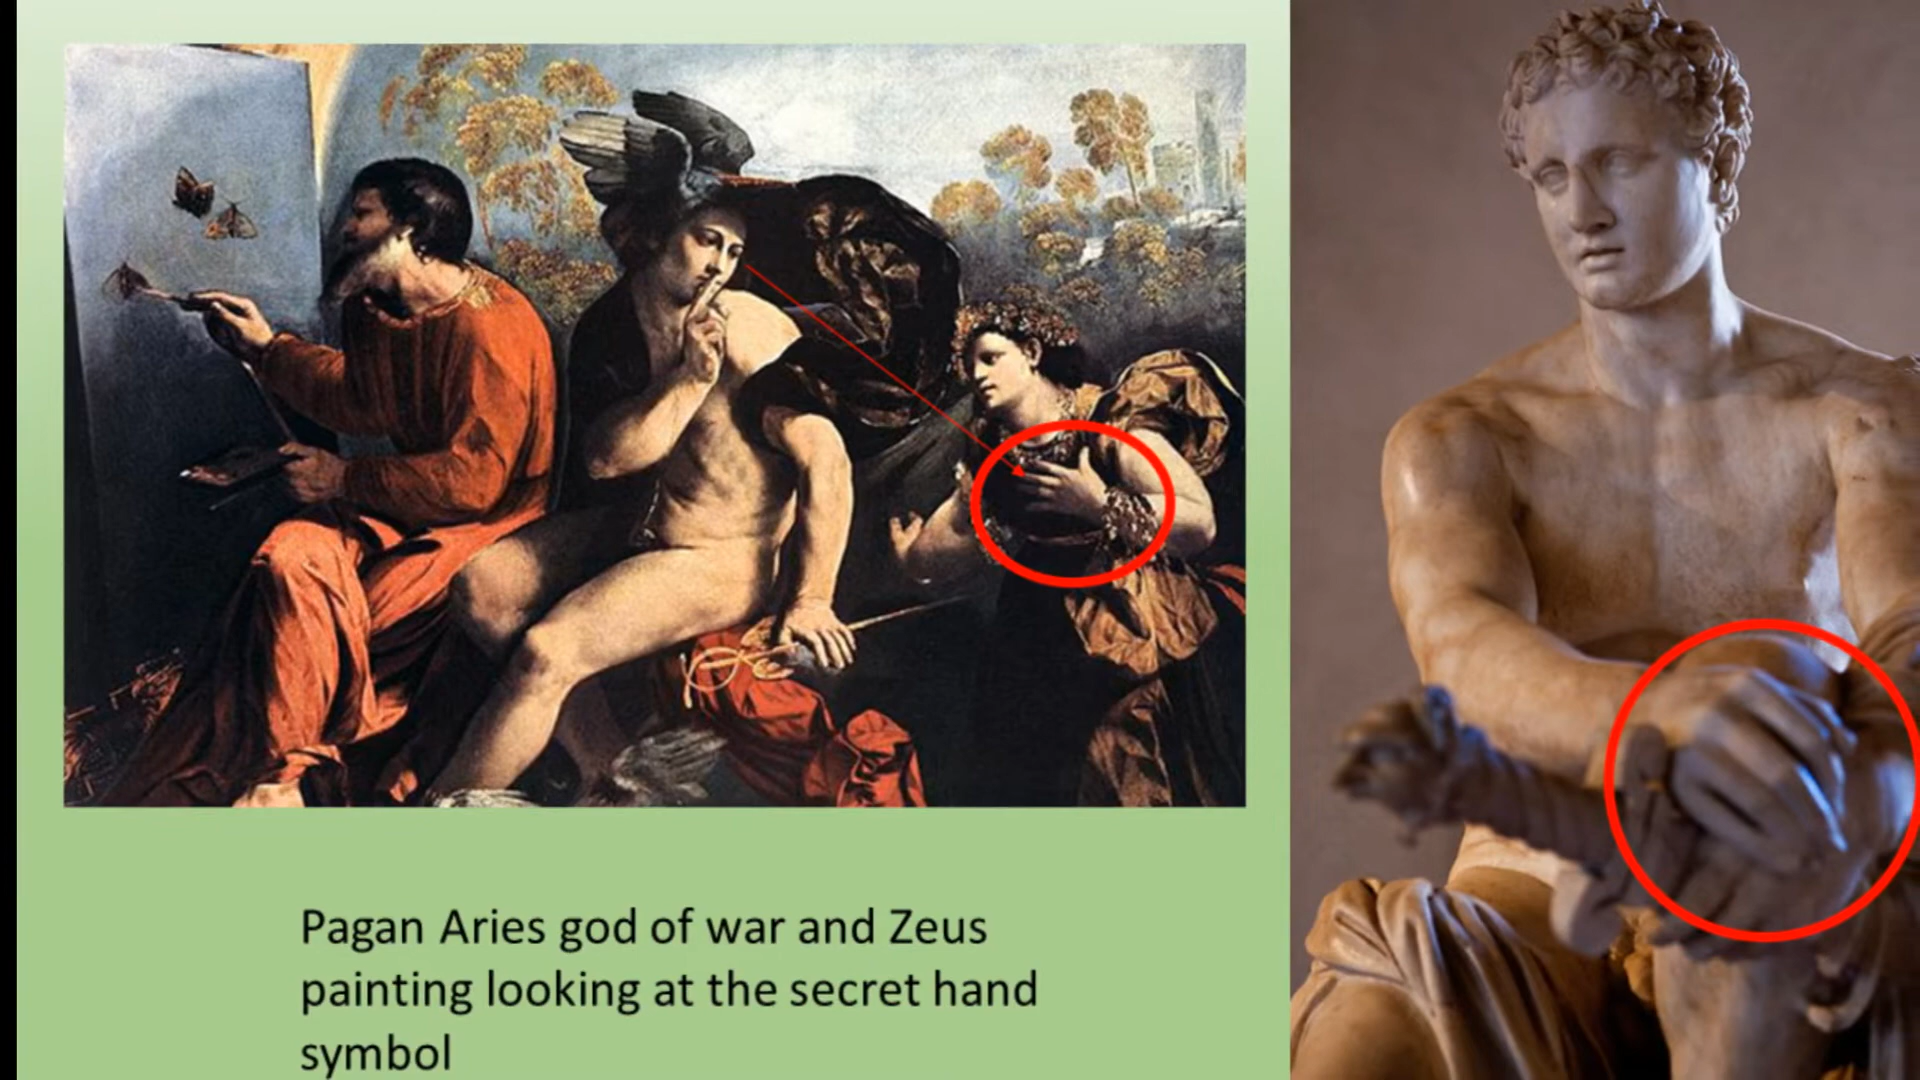 Pagan Aries god of war and Zeus
painting looking at the secret hand
symbol